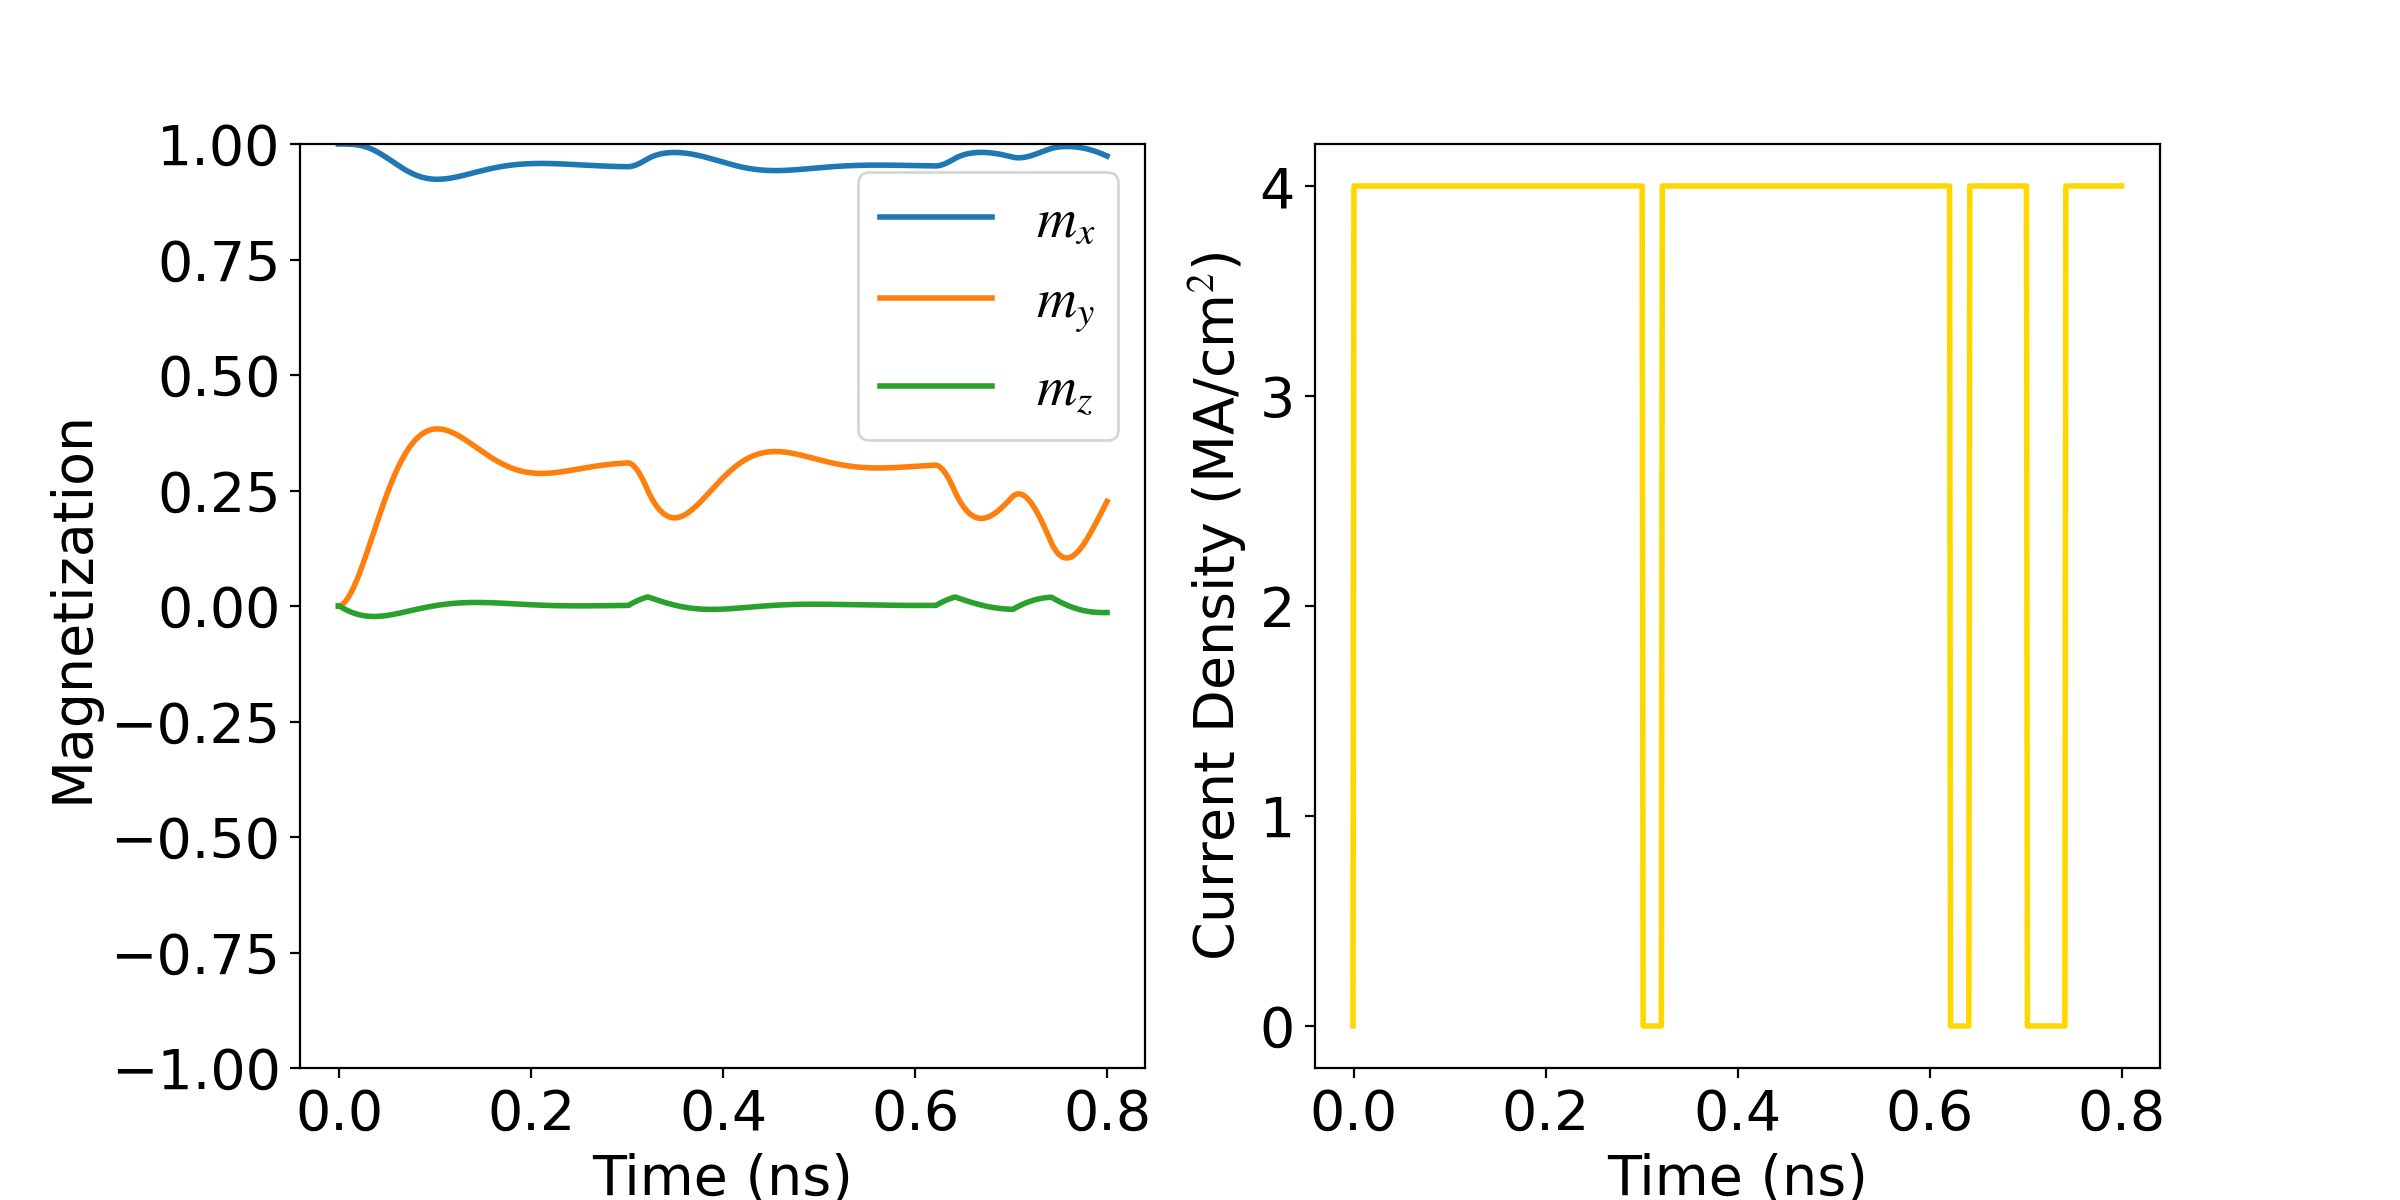 Magnetization
1.00
0.75
0.50
0.25
0.00
−0.25
−0.50
−0.75
−1.00
0.0 0.2 0.4 0.6 0.8
Time (ns)
m_x
m_y
m_z
Current Density (MA/cm²)
4
3
2
1
0
0.0 0.2 0.4 0.6 0.8
Time (ns)